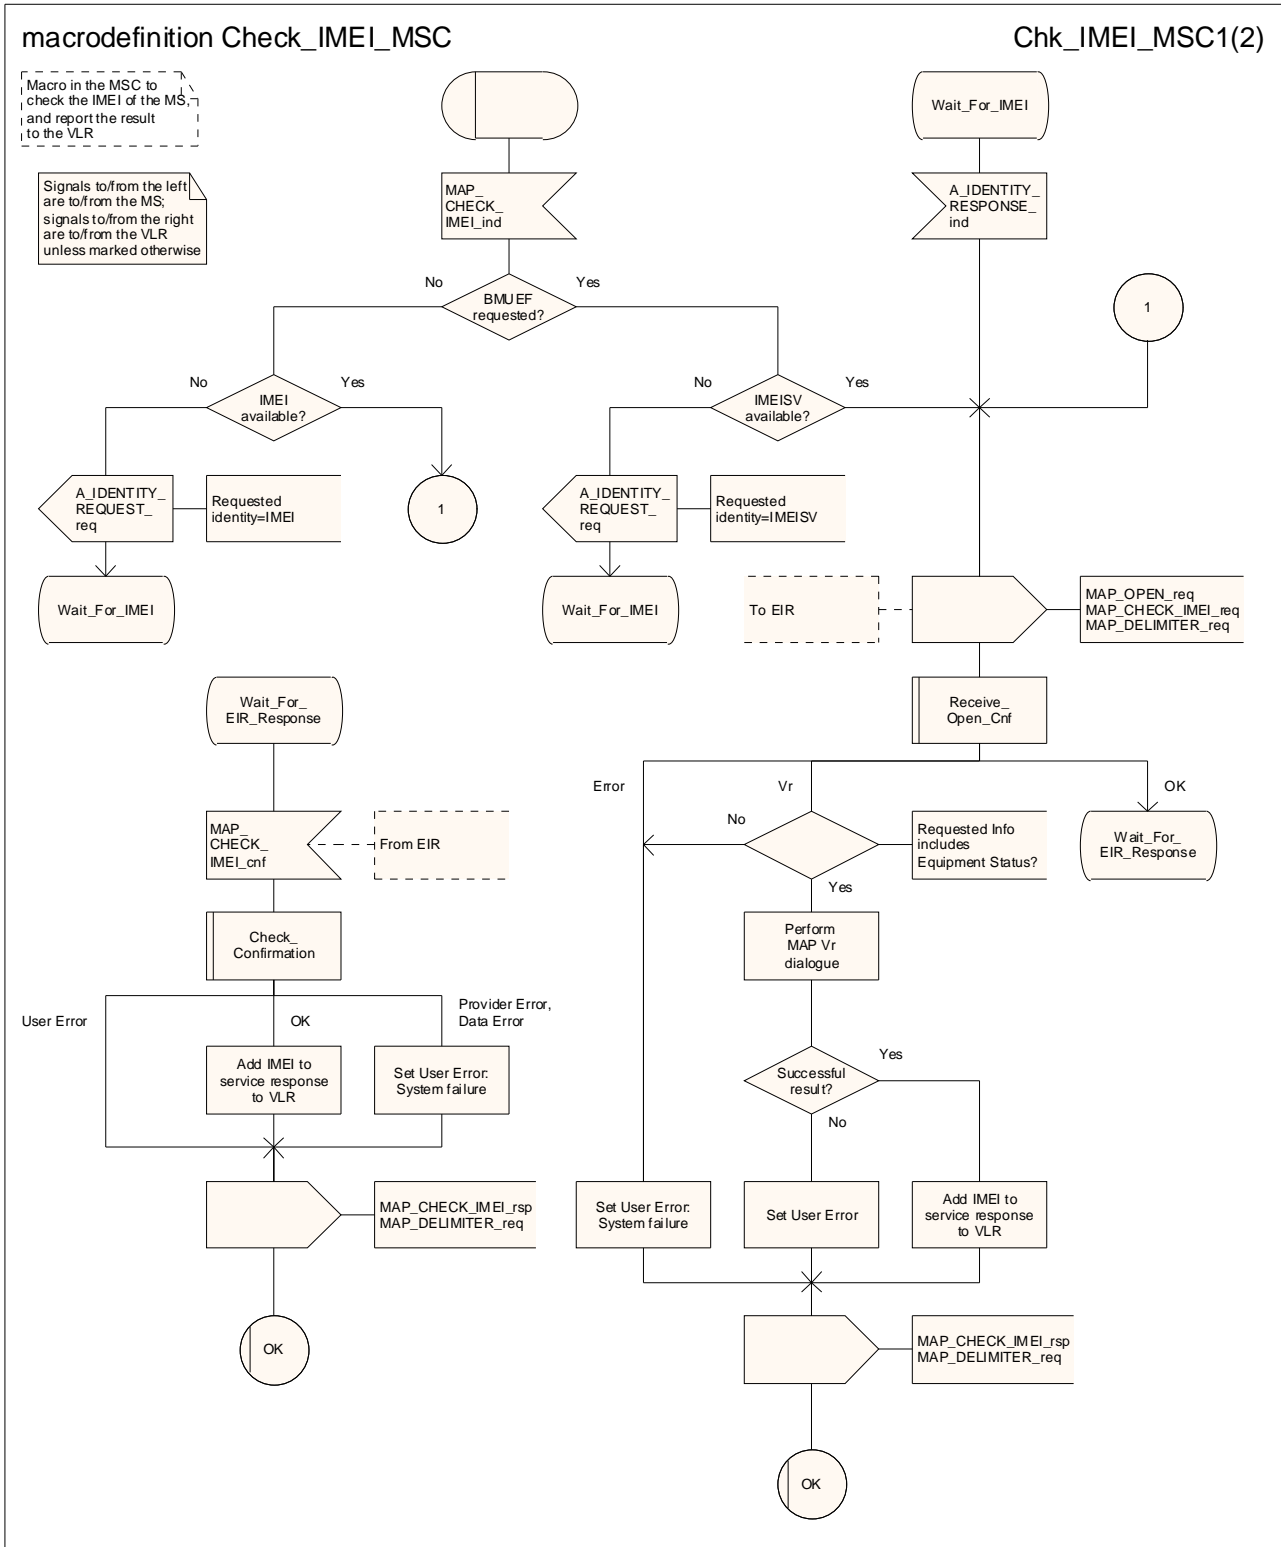 macrodefinition Check_IMEI_MSC
Chk_IMEI_MSC1(2)
Macro in the MSC to
check the IMEI of the MS,
and report the result
to the VLR
Signals to/from the left
are to/from the MS;
signals to/from the right
are to/from the VLR
unless marked otherwise
MAP_
CHECK_
IMEI_ind
Wait_For_IMEI
A_IDENTITY_
RESPONSE_
ind
No
Yes
BMUEF
requested?
1
No
Yes
IMEI
available?
No
Yes
IMEISV
available?
A_IDENTITY_
REQUEST_
req
Requested
identity=IMEI
1
A_IDENTITY_
REQUEST_
req
Requested
identity=IMEISV
Wait_For_IMEI
Wait_For_IMEI
To EIR
MAP_OPEN_req
MAP_CHECK_IMEI_req
MAP_DELIMITER_req
Receive_
Open_Cnf
Error
Vr
OK
No
Requested Info
includes
Equipment Status?
Wait_For_
EIR_Response
Yes
Perform
MAP Vr
dialogue
Successful
result?
Yes
No
Set User Error:
System failure
Set User Error
Add IMEI to
service response
to VLR
MAP_CHECK_IMEI_rsp
MAP_DELIMITER_req
OK
Wait_For_
EIR_Response
MAP_
CHECK_
IMEI_cnf
From EIR
Check_
Confirmation
User Error
OK
Provider Error,
Data Error
Add IMEI to
service response
to VLR
Set User Error:
System failure
MAP_CHECK_IMEI_rsp
MAP_DELIMITER_req
OK